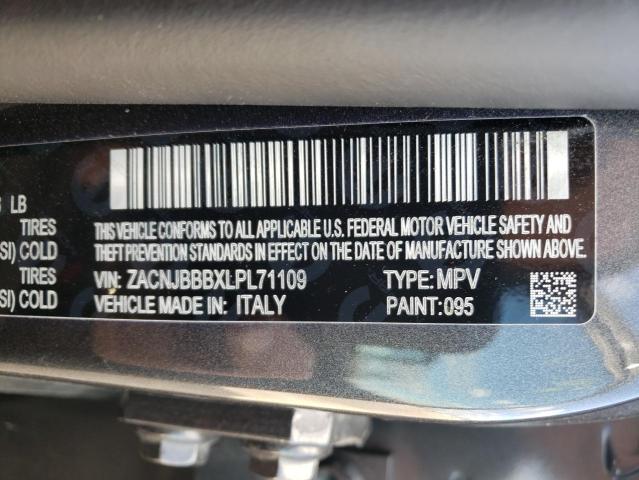 LB
TIRES
SI) COLD
TIRES
SI) COLD
THIS VEHICLE CONFORMS TO ALL APPLICABLE U.S. FEDERAL MOTOR VEHICLE SAFETY AND
THEFT PREVENTION STANDARDS IN EFFECT ON THE DATE OF MANUFACTURE SHOWN ABOVE.
VIN: ZACNJBBBXLPL71109 TYPE: MPV
VEHICLE MADE IN: ITALY PAINT: 095